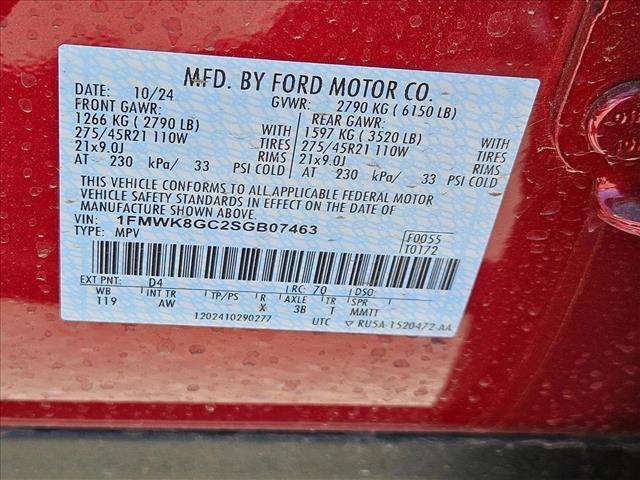 MFD. BY FORD MOTOR CO.
DATE: 10/24 GVWR: 2790 KG ( 6150 LB)
FRONT GAWR: REAR GAWR:
1266 KG ( 2790 LB) WITH 1597 KG ( 3520 LB) WITH
275/45R21 110W TIRES 275/45R21 110W TIRES
21x9.0J RIMS 21x9.0J RIMS
AT 230 kPa/ 33 PSI COLD AT 230 kPa/ 33 PSI COLD
THIS VEHICLE CONFORMS TO ALL APPLICABLE FEDERAL MOTOR
VEHICLE SAFETY STANDARDS IN EFFECT ON THE DATE OF
MANUFACTURE SHOWN ABOVE.
VIN: 1FMWK8GC2SGB07463
TYPE: MPV
F0055
T0172
EXT PNT: D4 RC: 70 DSO:
WB INT TR TP/PS R AXLE TR SPR
119 AW X 3B T MMTT
1202410290277 UTC ▽ RU5A-1520472-AA